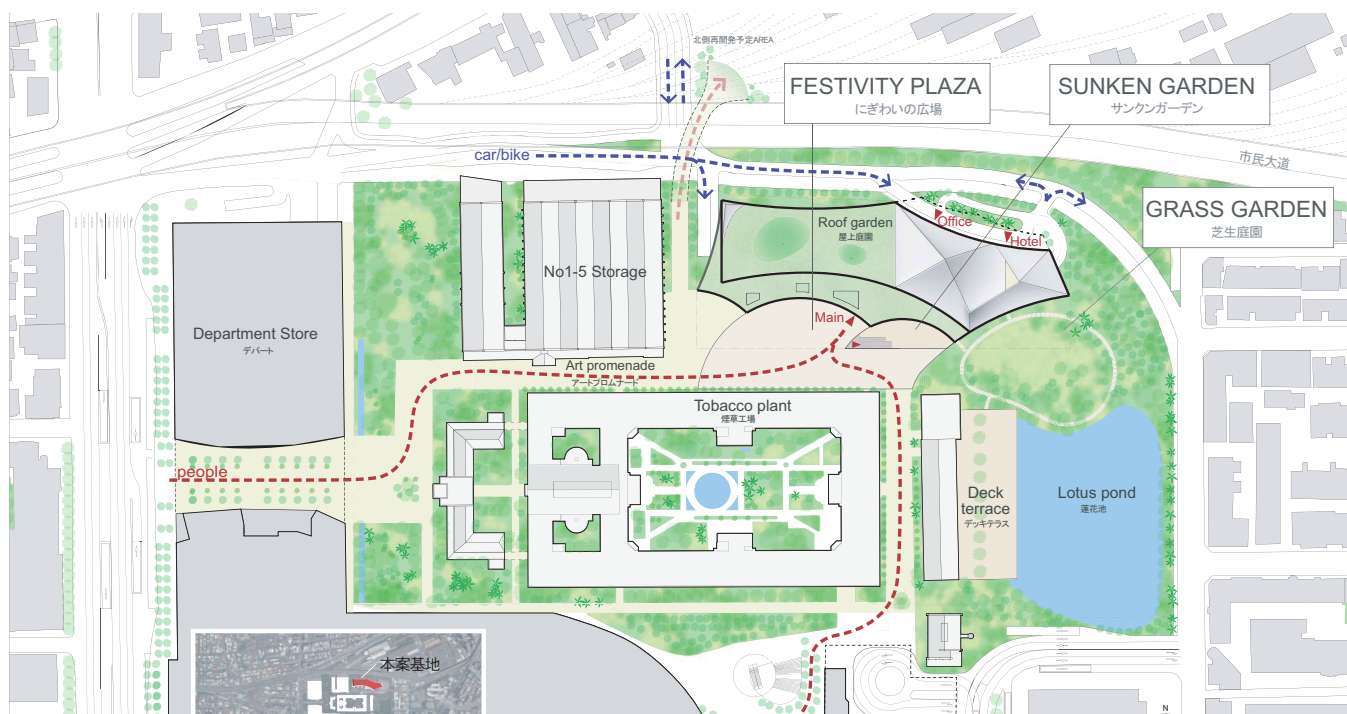 北側再開発予定AREA
FESTIVITY PLAZA
にぎわいの広場
SUNKEN GARDEN
サンクンガーデン
car/bike
市民大道
GRASS GARDEN
芝生庭園
Roof garden
屋上庭園
Office
Hotel
No1-5 Storage
Department Store
デパート
Main
Art promenade
アートプロムナード
Tobacco plant
煙草工場
people
Deck
terrace
デッキテラス
Lotus pond
蓮花池
本案基地
N